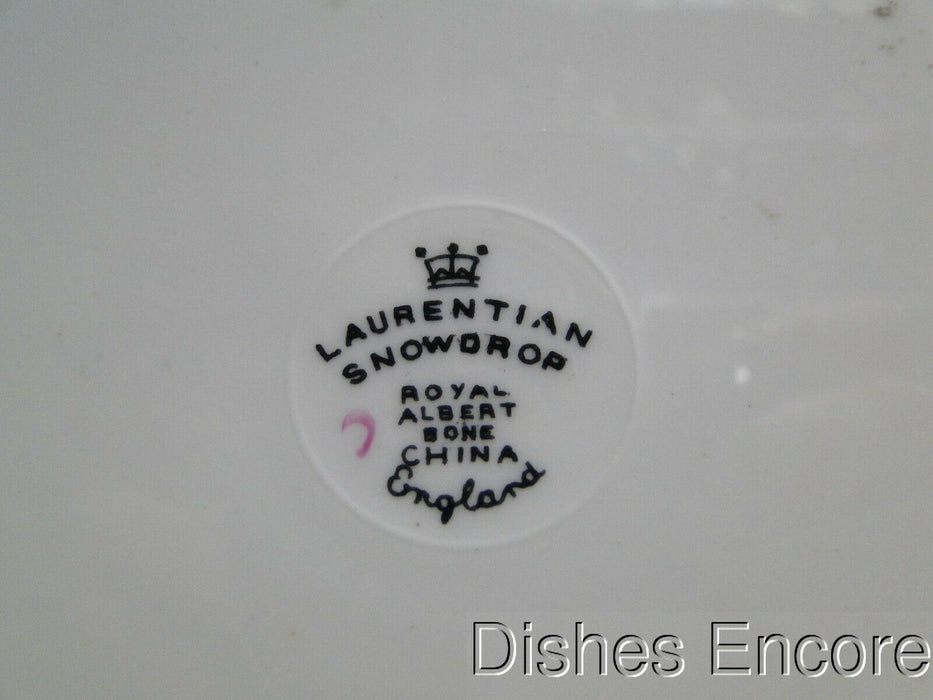 LAURENTIAN
SNOWDROP
ROYAL
ALBERT
BONE
CHINA
England
Dishes Encore